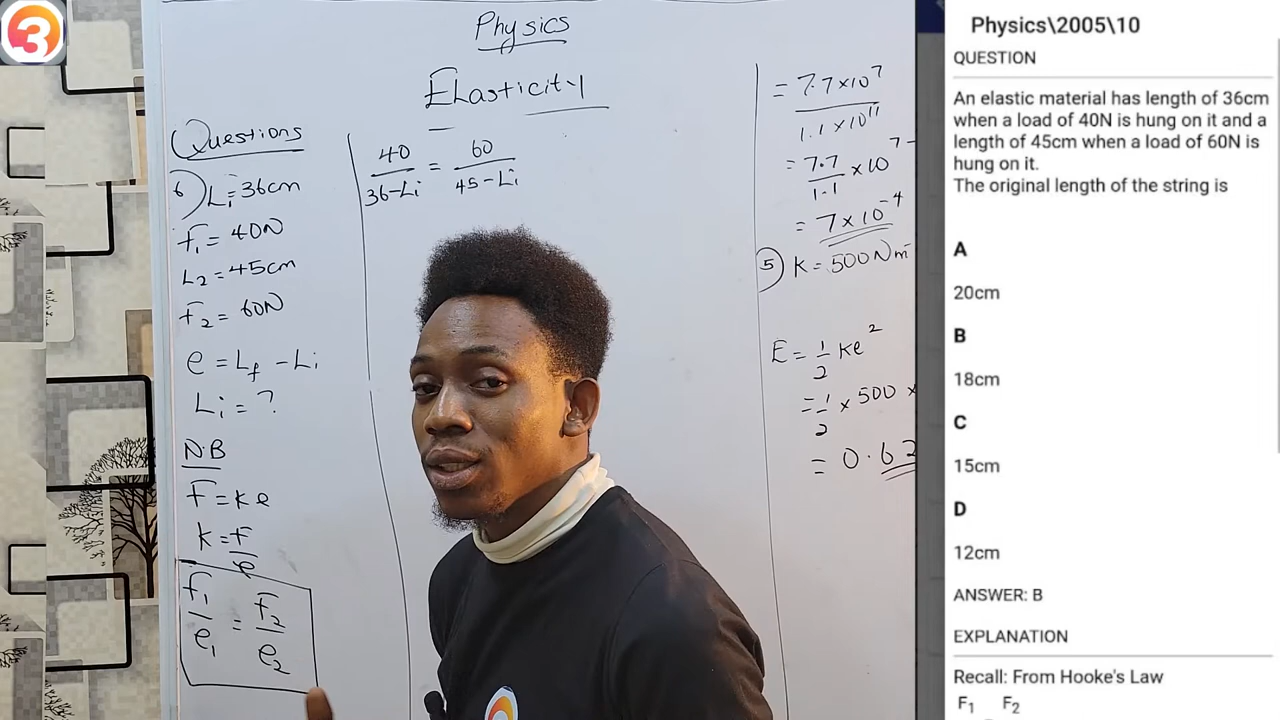 3
Physics
Elasticity
Questions
6) L₁=36cm
F₁=40N
L₂=45cm
F₂=60N
e=L_f-Li
Li=?
N.B
F=ke
k=F/e
F₁/e₁=F₂/e₂
40/36-Li=60/45-Li
=7.7×10⁷
1.1×10¹¹
=7.7/1.1×10⁷⁻
=7×10⁻⁴
5) K=500Nm⁻
E=1/2 Ke²
=1/2×500×
=0.62
Physics\2005\10
QUESTION
An elastic material has length of 36cm
when a load of 40N is hung on it and a
length of 45cm when a load of 60N is
hung on it.
The original length of the string is
A
20cm
B
18cm
C
15cm
D
12cm
ANSWER: B
EXPLANATION
Recall: From Hooke's Law
F₁ F₂